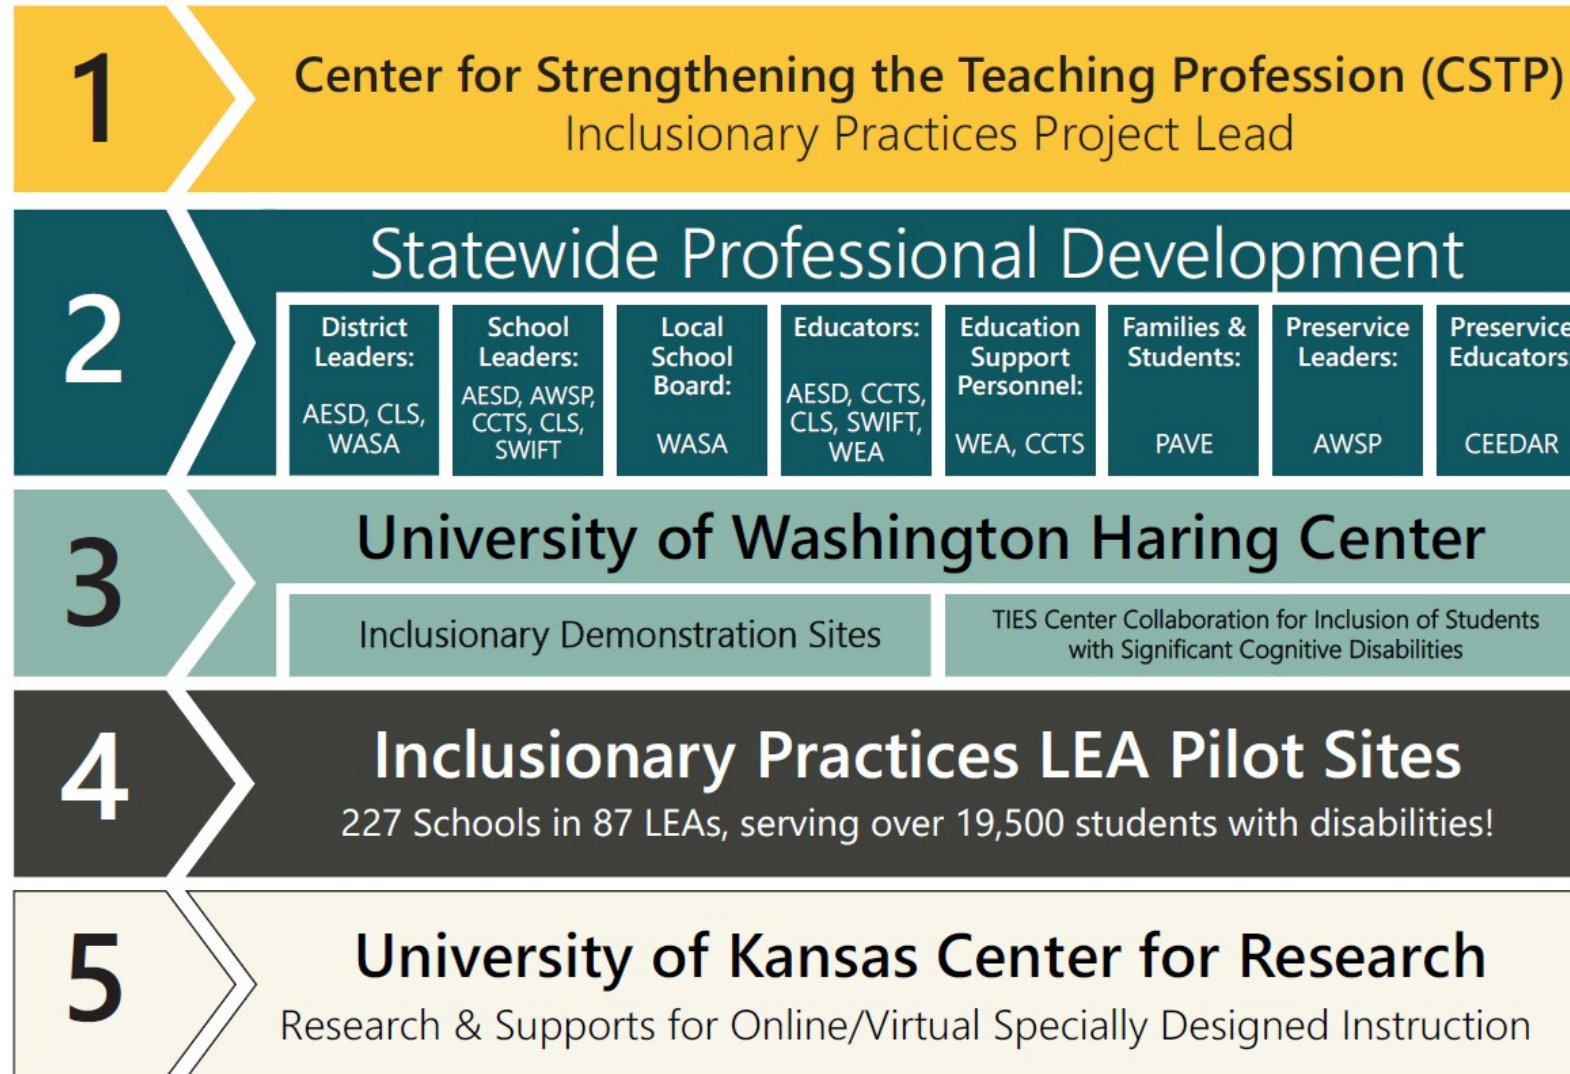 1
Center for Strengthening the Teaching Profession (CSTP)
Inclusionary Practices Project Lead
2
Statewide Professional Development
District
Leaders:
AESD, CLS,
WASA
School
Leaders:
AESD, AWSP,
CCTS, CLS,
SWIFT
Local
School
Board:
WASA
Educators:
AESD, CCTS,
CLS, SWIFT,
WEA
Education
Support
Personnel:
WEA, CCTS
Families &
Students:
PAVE
Preservice
Leaders:
AWSP
Preservice
Educators:
CEEDAR
3
University of Washington Haring Center
Inclusionary Demonstration Sites
TIES Center Collaboration for Inclusion of Students
with Significant Cognitive Disabilities
4
Inclusionary Practices LEA Pilot Sites
227 Schools in 87 LEAs, serving over 19,500 students with disabilities!
5
University of Kansas Center for Research
Research & Supports for Online/Virtual Specially Designed Instruction